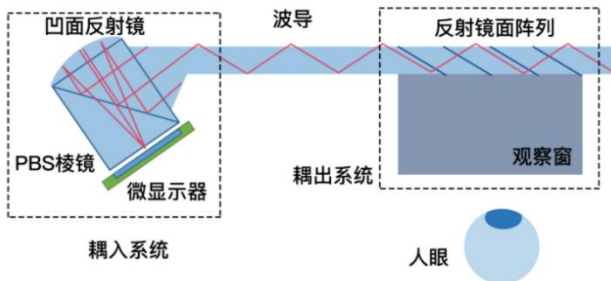 凹面反射镜
波导
反射镜面阵列
PBS棱镜
微显示器
观察窗
耦出系统
耦入系统
人眼